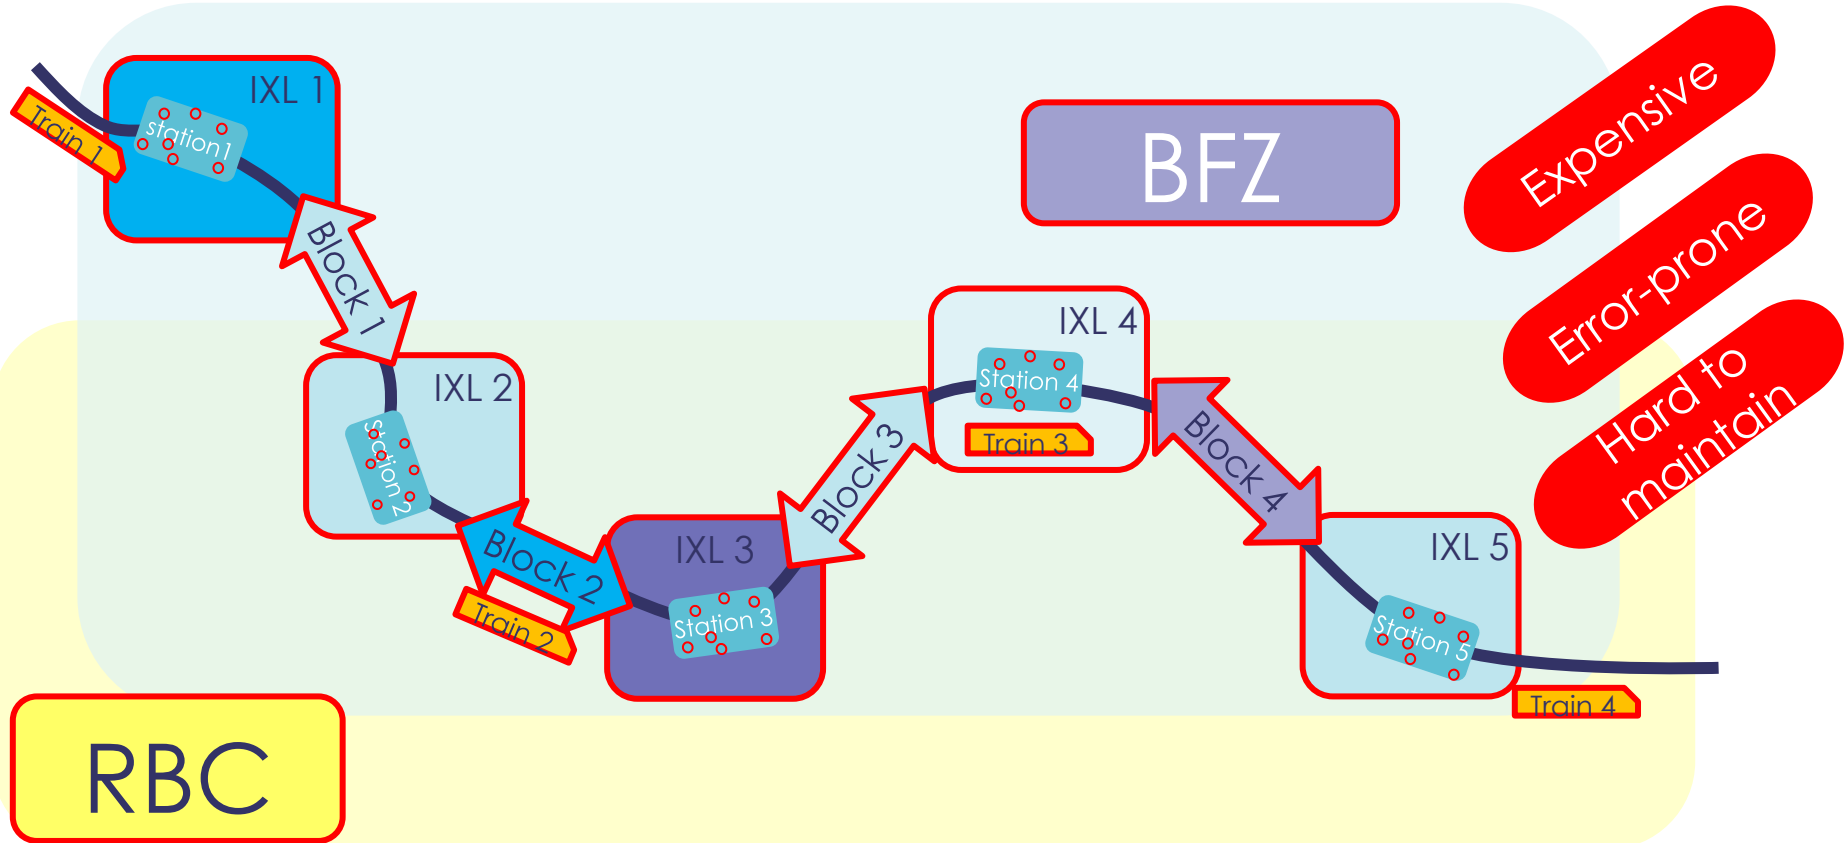 IXL 1
station1
Train 1
Block 1
BFZ
Expensive
Error-prone
Hard to
maintain
IXL 2
Station 2
Block 2
Train 2
IXL 3
Station 3
Block 3
IXL 4
Station 4
Train 3
Block 4
IXL 5
Station 5
Train 4
RBC